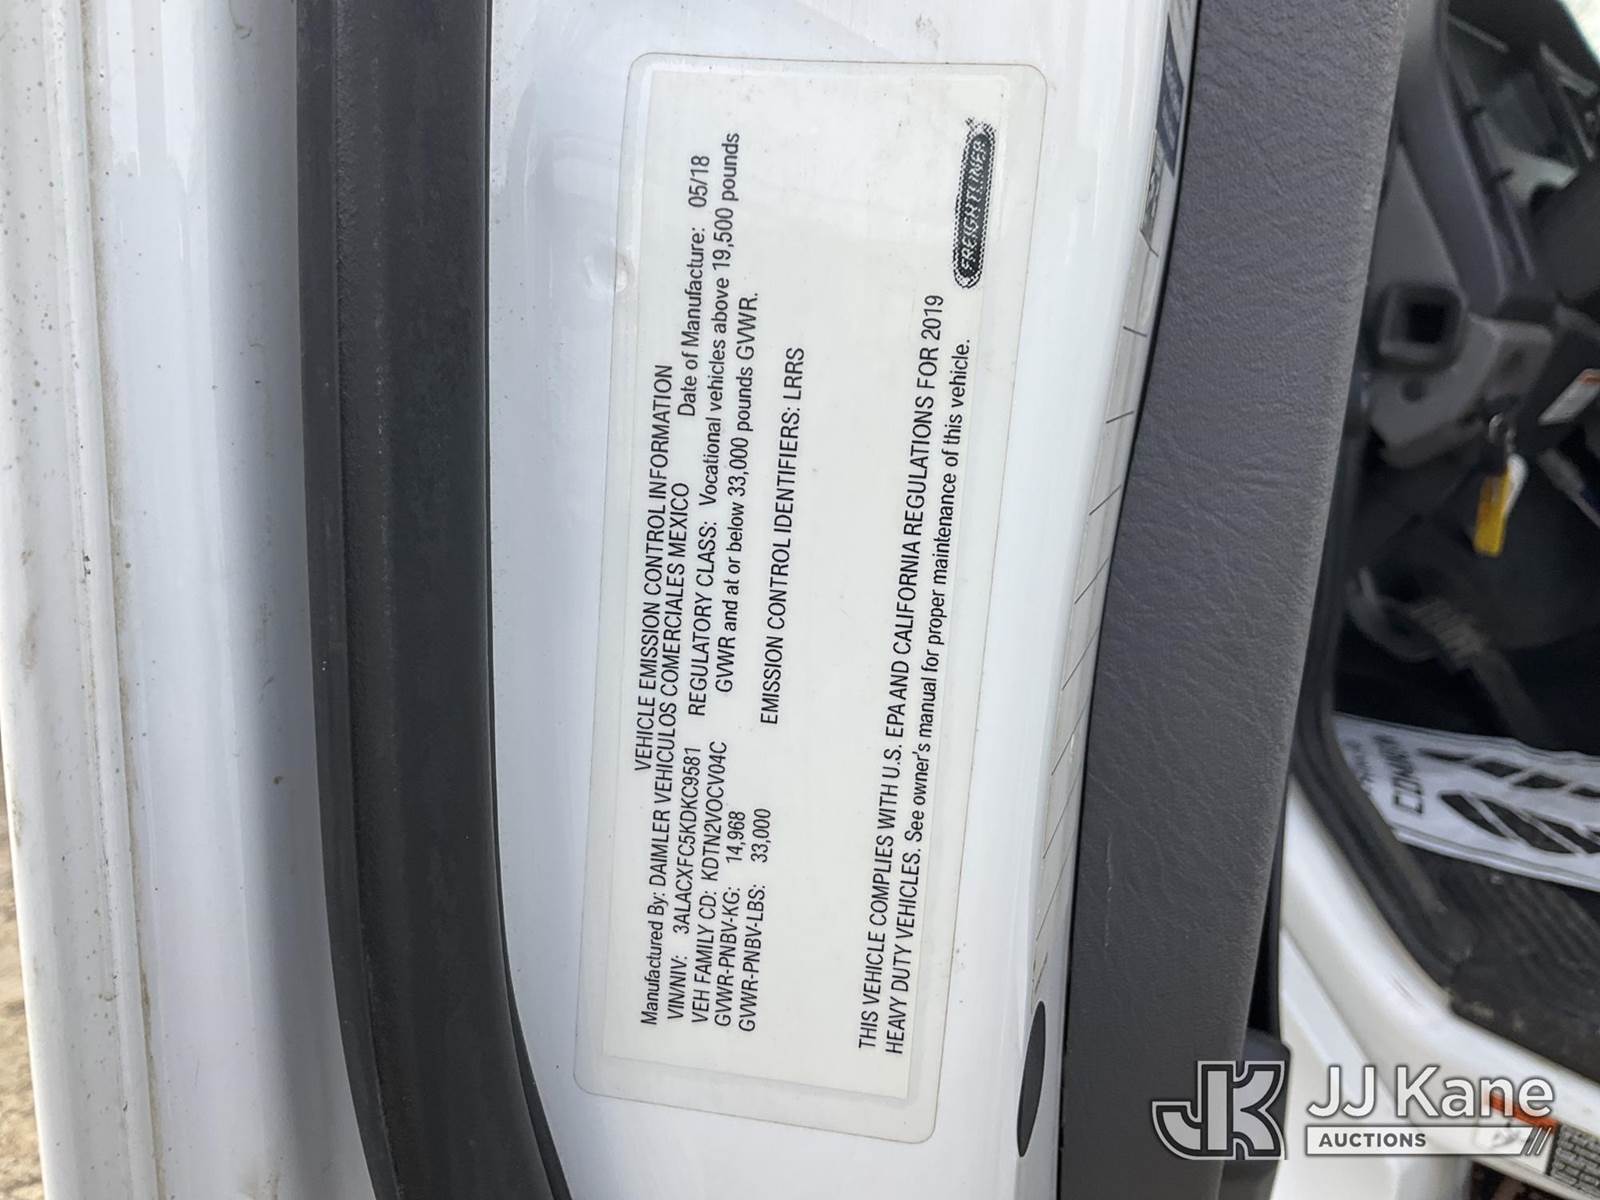 VEHICLE EMISSION CONTROL INFORMATION
Manufactured By: DAIMLER VEHICULOS COMERCIALES MEXICO Date of Manufacture: 05/18
VIN/NIV: 3ALACXFC5KDKC9581 REGULATORY CLASS: Vocational vehicles above 19,500 pounds
VEH FAMILY CD: KDTN2VOCV04C GVWR and at or below 33,000 pounds GVWR.
GVWR-PNBV-KG: 14,968
GVWR-PNBV-LBS: 33,000 EMISSION CONTROL IDENTIFIERS: LRRS
THIS VEHICLE COMPLIES WITH U.S. EPA AND CALIFORNIA REGULATIONS FOR 2019
HEAVY DUTY VEHICLES. See owner's manual for proper maintenance of this vehicle.
FREIGHTLINER
JK JJ Kane
AUCTIONS